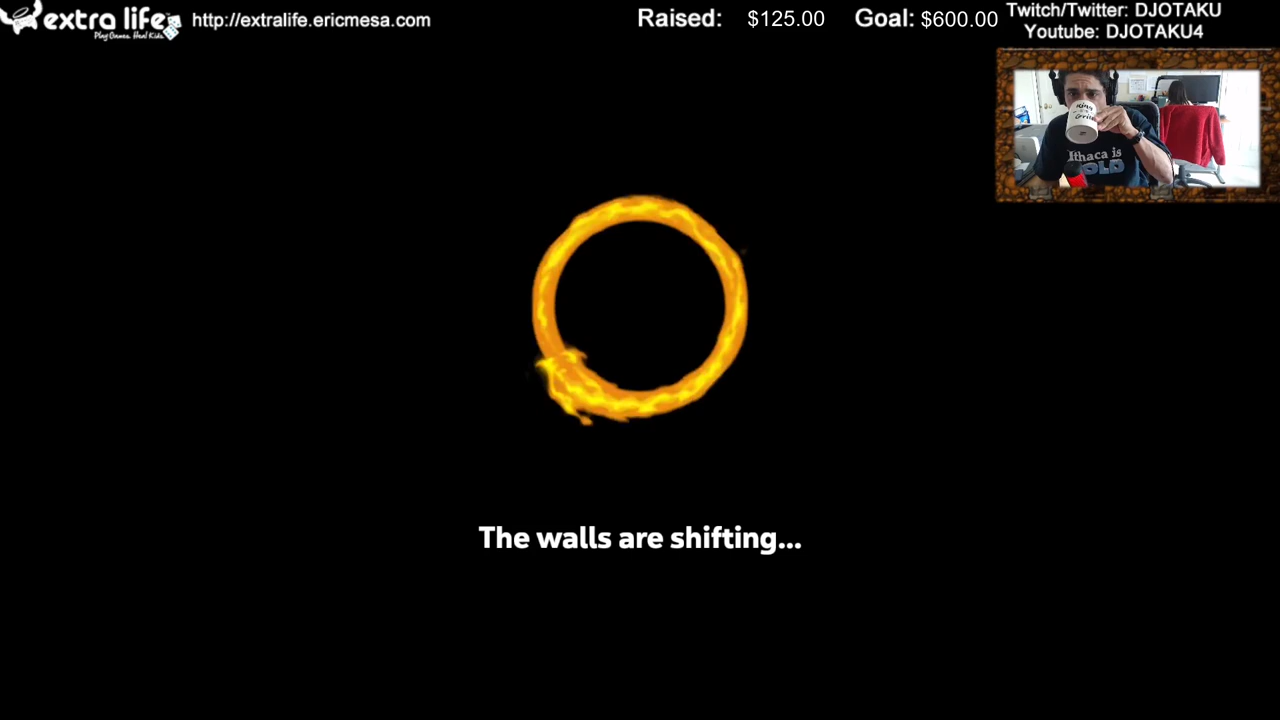 extra life
Play Games. Heal Kids.
http://extralife.ericmesa.com
Raised: $125.00 Goal: $600.00
Twitch/Twitter: DJOTAKU
Youtube: DJOTAKU4
Ithaca is
The walls are shifting...